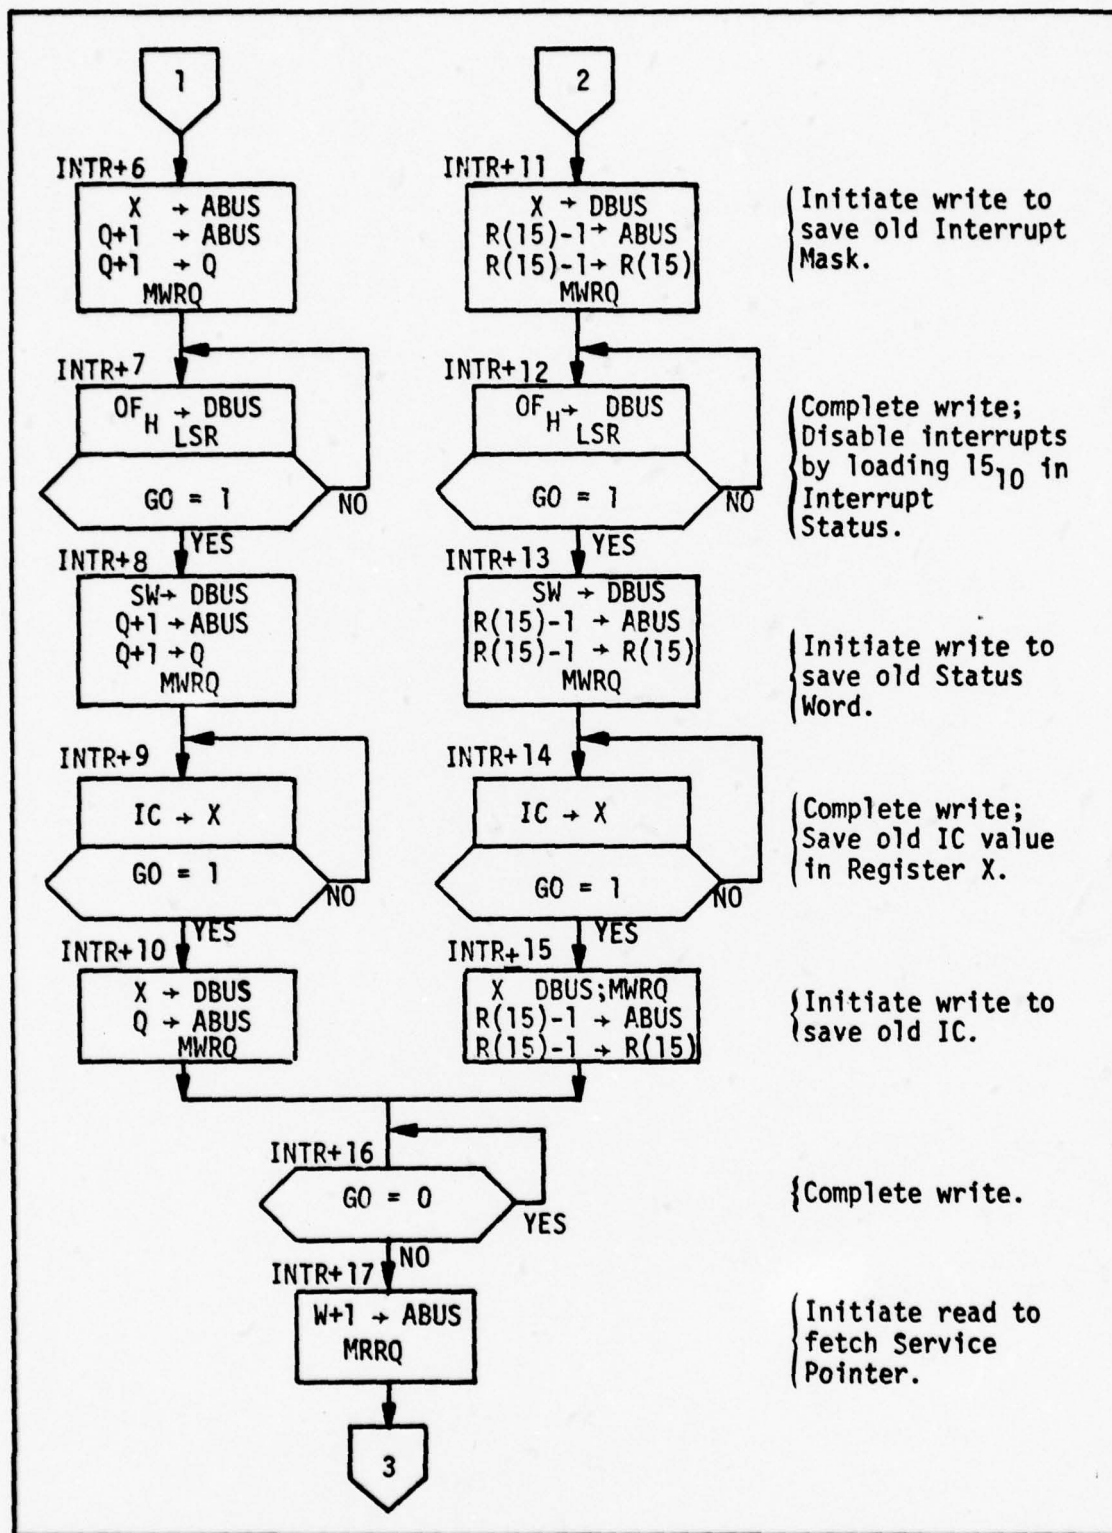 1
INTR+6
X → ABUS
Q+1 → ABUS
Q+1 → Q
MWRQ
INTR+7
OF_H → DBUS
LSR
GO = 1
NO
YES
INTR+8
SW→ DBUS
Q+1 → ABUS
Q+1 → Q
MWRQ
INTR+9
IC → X
GO = 1
NO
YES
INTR+10
X → DBUS
Q → ABUS
MWRQ
2
INTR+11
X → DBUS
R(15)-1→ ABUS
R(15)-1→ R(15)
MWRQ
INTR+12
OF_H→ DBUS
LSR
GO = 1
NO
YES
INTR+13
SW → DBUS
R(15)-1 → ABUS
R(15)-1 → R(15)
MWRQ
INTR+14
IC → X
GO = 1
NO
YES
INTR+15
X DBUS;MWRQ
R(15)-1 → ABUS
R(15)-1 → R(15)
INTR+16
GO = 0
YES
NO
INTR+17
W+1 → ABUS
MRRQ
3
Initiate write to
save old Interrupt
Mask.
Complete write;
Disable interrupts
by loading 15_10 in
Interrupt
Status.
Initiate write to
save old Status
Word.
Complete write;
Save old IC value
in Register X.
Initiate write to
save old IC.
Complete write.
Initiate read to
fetch Service
Pointer.